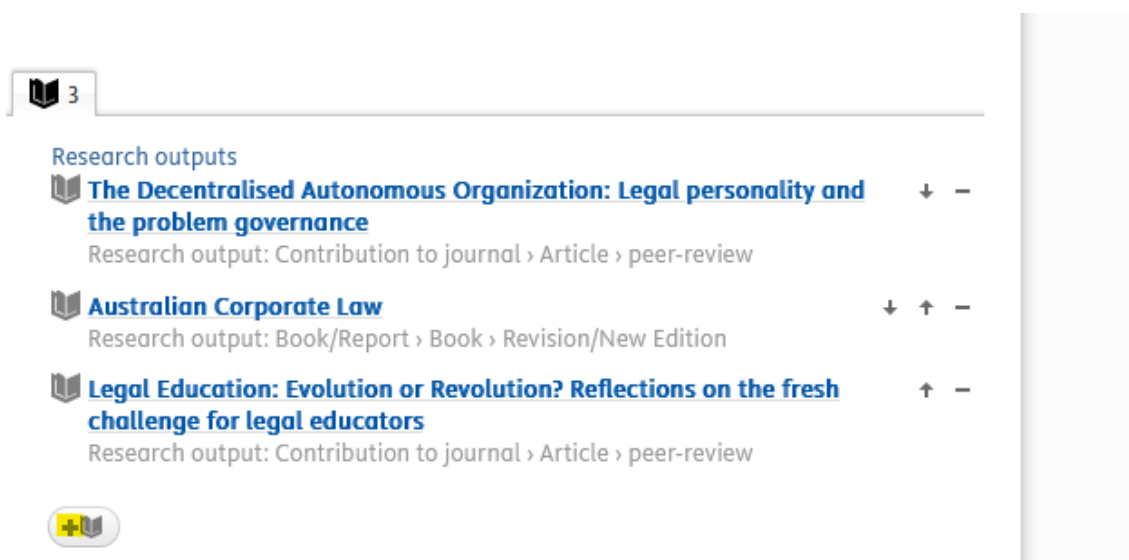 3
Research outputs
The Decentralised Autonomous Organization: Legal personality and
the problem governance
Research output: Contribution to journal › Article › peer-review
Australian Corporate Law
Research output: Book/Report › Book › Revision/New Edition
Legal Education: Evolution or Revolution? Reflections on the fresh
challenge for legal educators
Research output: Contribution to journal › Article › peer-review